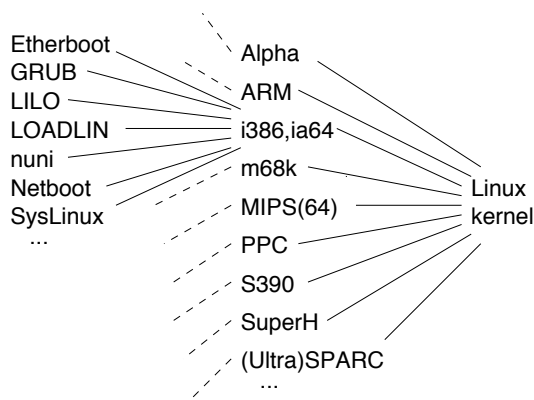 Etherboot
GRUB
LILO
LOADLIN
nuni
Netboot
SysLinux
...
Alpha
ARM
i386,ia64
m68k
MIPS(64)
PPC
S390
SuperH
(Ultra)SPARC
...
Linux
kernel